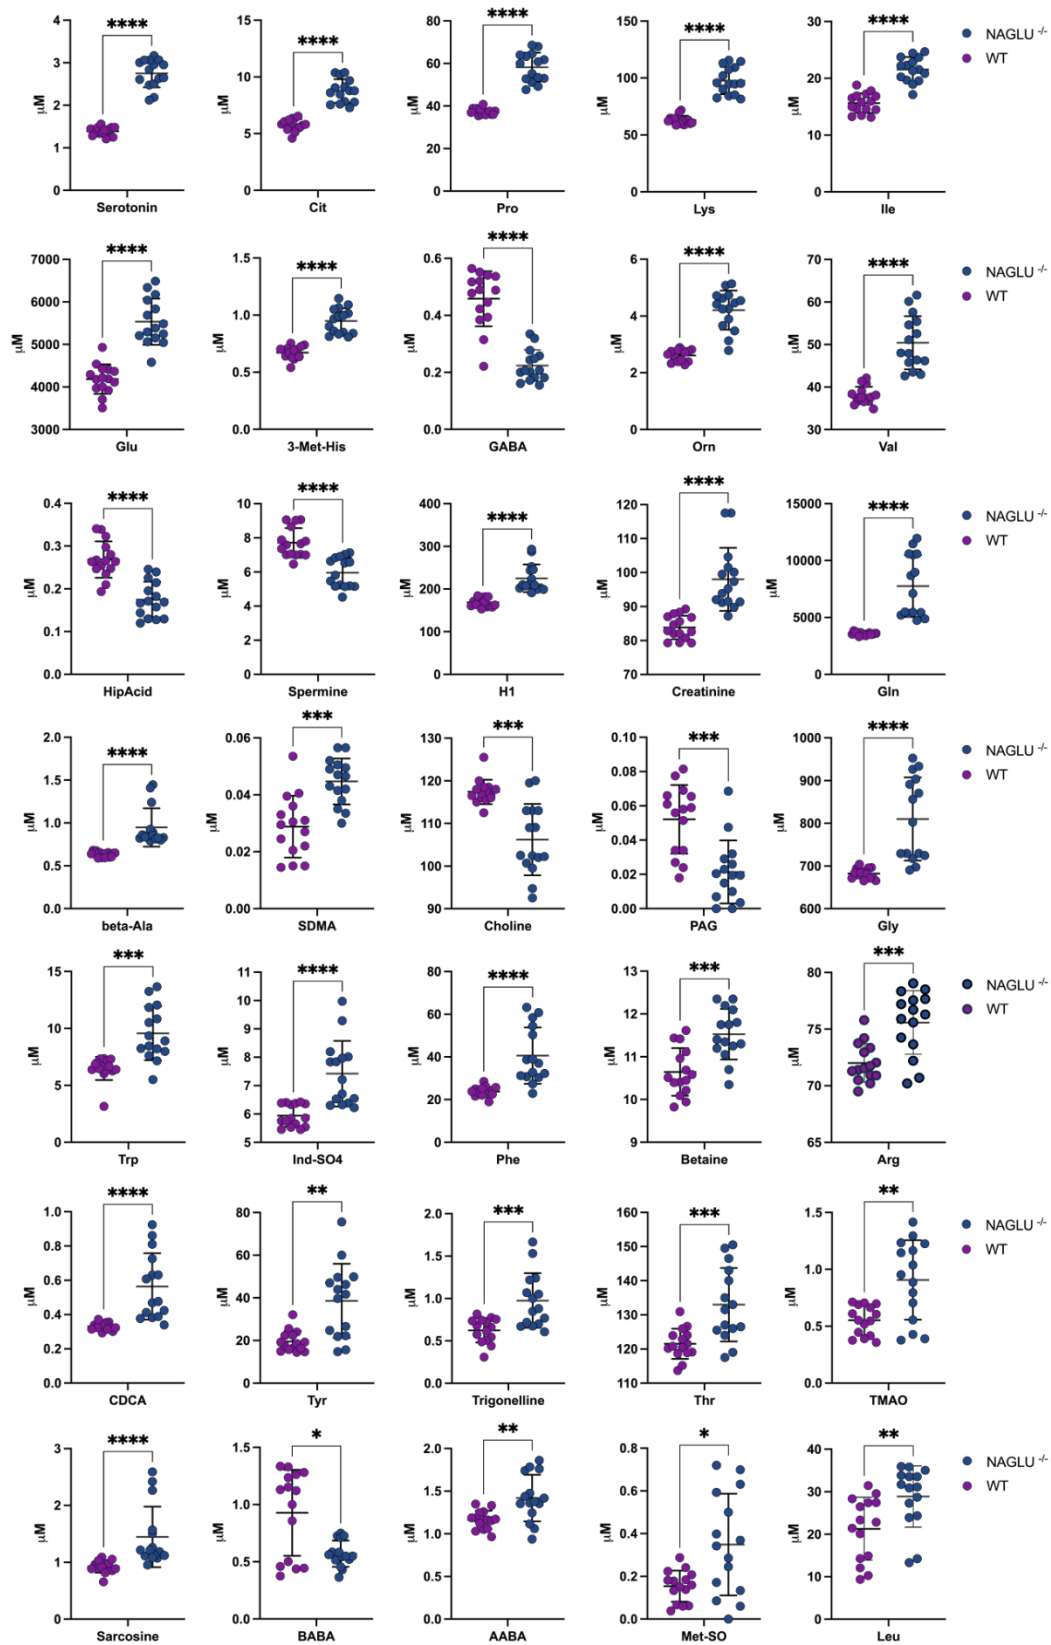 **** **** **** **** ****
4 15 80 100 30 NAGLU -/-
WT
3 10 60 75 20
μM μM μM μM μM
2 40 50
1 5 20 25 10
0 0 0 0 0
Serotonin Cit Pro Lys Ile
**** **** **** **** ****
7000 1.5 0.6 6 70 NAGLU -/-
WT
6000 60
1.0 0.4 4
μM 5000 μM μM μM μM 50
0.5 0.2 2
4000 40
3000 0.0 0.0 0 30
Glu 3-Met-His GABA Orn Val
**** **** **** **** ****
0.4 10 400 120 15000 NAGLU -/-
WT
0.3 8 300 110 10000
6 100
μM 0.2 μM μM 200 μM μM
4 90
0.1 2 100 80 5000
0.0 0 0 70 0
HipAcid Spermine H1 Creatinine Gln
**** *** *** *** ****
2.0 0.06 130 0.10 1000 NAGLU -/-
WT
1.5 0.04 120 0.08 900
0.06
μM 1.0 μM μM 110 μM μM 800
0.04
0.5 0.02 100 0.02 700
0.0 0.00 90 0.00 600
beta-Ala SDMA Choline PAG Gly
*** **** **** *** ***
15 11 80 13 80 NAGLU -/-
WT
10 10 60 12 75
9
μM μM 8 μM 40 μM 11 μM
7 70
5 6 20 10
0 5 0 9 65
Trp Ind-SO4 Phe Betaine Arg
**** ** *** *** **
1.0 80 2.0 160 2.0 NAGLU -/-
WT
0.8 60 1.5 150 1.5
0.6 140
μM μM 40 μM 1.0 μM μM 1.0
0.4 130
0.2 20 0.5 120 0.5
0.0 0 0.0 110 0.0
CDCA Tyr Trigonelline Thr TMAO
**** * ** * **
3 1.5 2.0 0.8 40 NAGLU -/-
WT
2 1.0 1.5 0.6 30
μM μM μM 1.0 μM 0.4 μM 20
1 0.5 0.5 0.2 10
0 0.0 0.0 0.0 0
Sarcosine BABA AABA Met-SO Leu